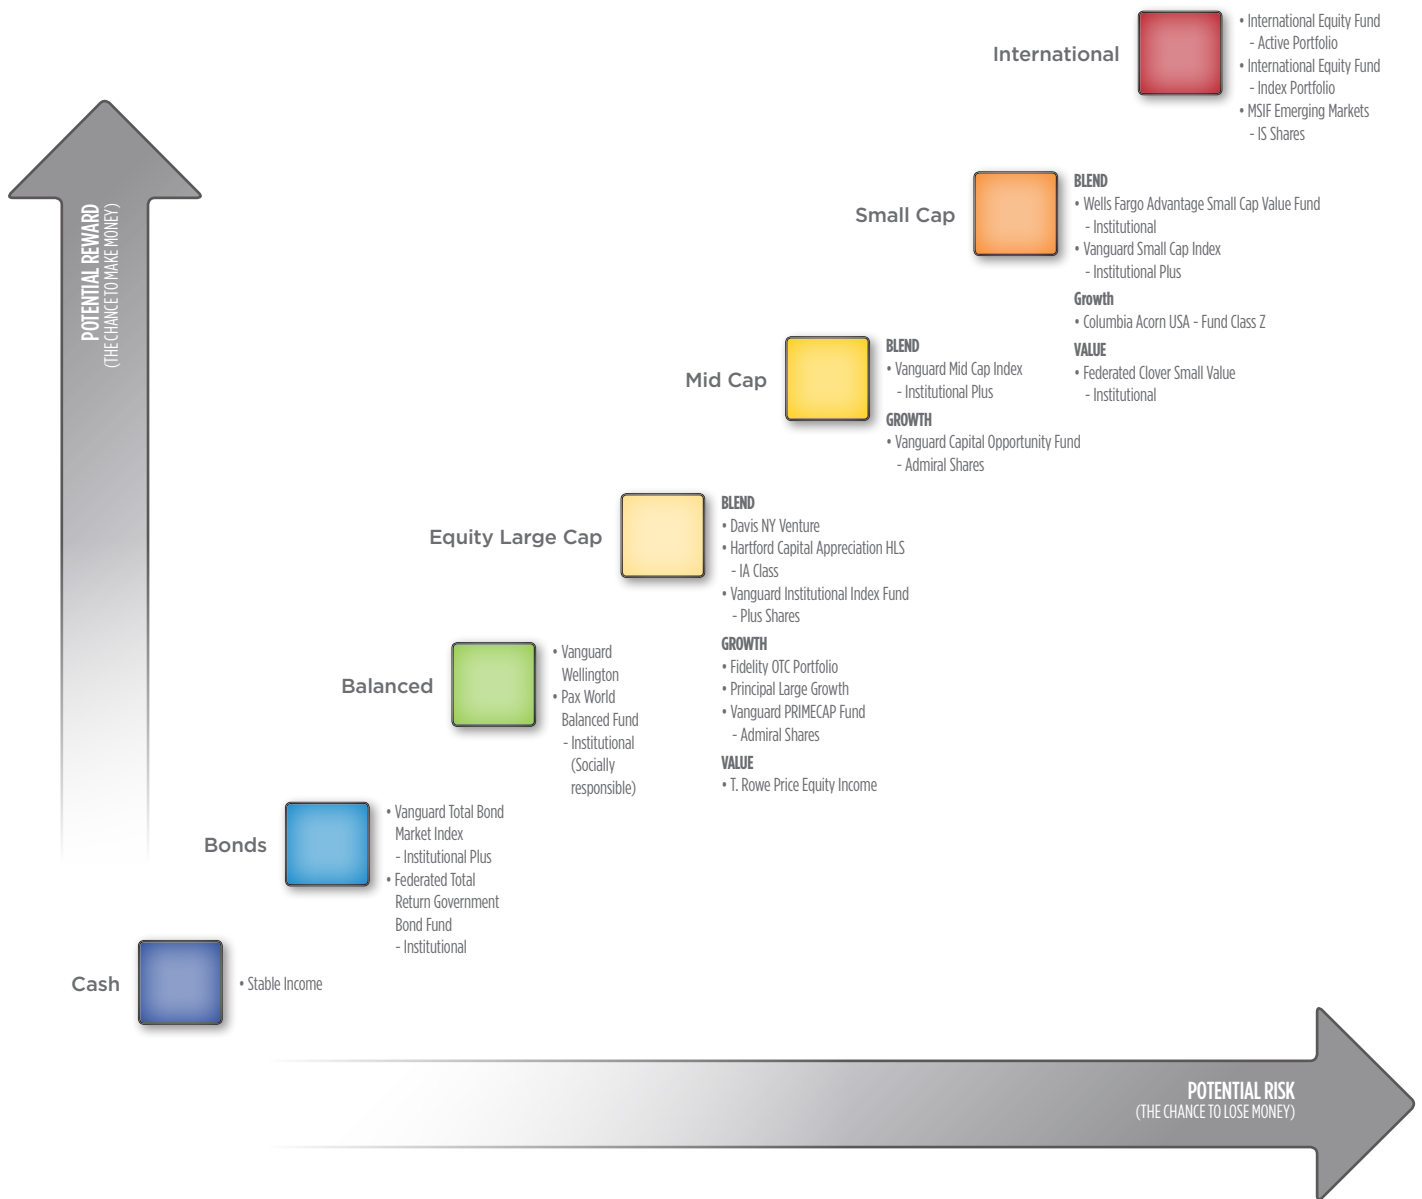 International
• International Equity Fund
- Active Portfolio
• International Equity Fund
- Index Portfolio
• MSIF Emerging Markets
- IS Shares
POTENTIAL REWARD
(THE CHANCE TO MAKE MONEY)
Small Cap
BLEND
• Wells Fargo Advantage Small Cap Value Fund
- Institutional
• Vanguard Small Cap Index
- Institutional Plus
Growth
• Columbia Acorn USA - Fund Class Z
VALUE
• Federated Clover Small Value
- Institutional
Mid Cap
BLEND
• Vanguard Mid Cap Index
- Institutional Plus
GROWTH
• Vanguard Capital Opportunity Fund
- Admiral Shares
Equity Large Cap
BLEND
• Davis NY Venture
• Hartford Capital Appreciation HLS
- IA Class
• Vanguard Institutional Index Fund
- Plus Shares
GROWTH
• Fidelity OTC Portfolio
• Principal Large Growth
• Vanguard PRIMECAP Fund
- Admiral Shares
VALUE
• T. Rowe Price Equity Income
Balanced
• Vanguard
Wellington
• Pax World
Balanced Fund
- Institutional
(Socially
responsible)
Bonds
• Vanguard Total Bond
Market Index
- Institutional Plus
• Federated Total
Return Government
Bond Fund
- Institutional
Cash
• Stable Income
POTENTIAL RISK
(THE CHANCE TO LOSE MONEY)